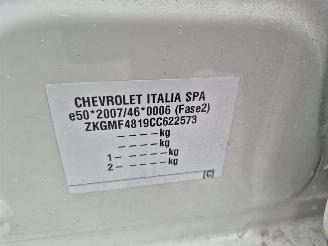 CHEVROLET ITALIA SPA
e50*2007/46*0006 (Fase2)
ZKGMF4819CC622573
– – – – – kg
– – – – – kg
1 – – – – – kg
2 – – – – – kg
[C]